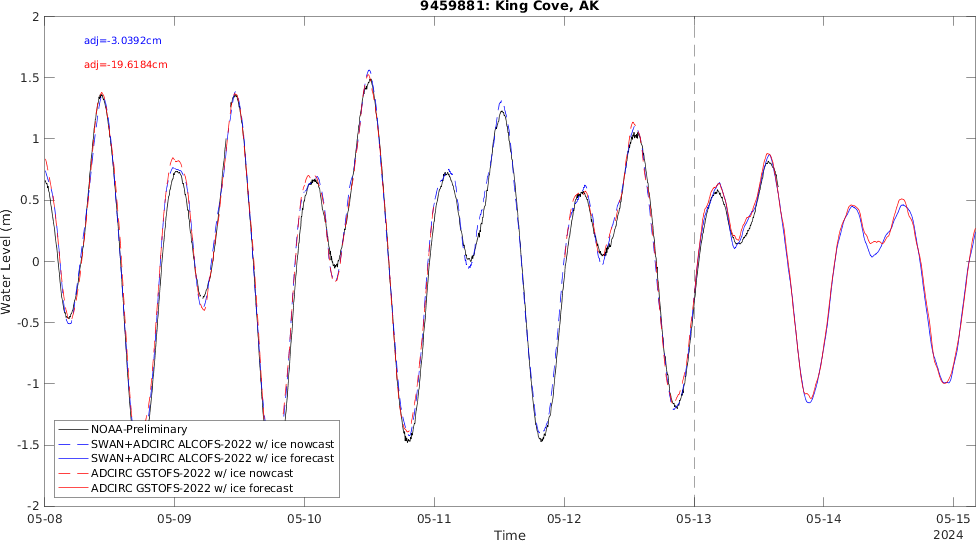 9459881: King Cove, AK
adj=-3.0392cm
adj=-19.6184cm
Water Level (m)
2
1.5
1
0.5
0
-0.5
-1
-1.5
-2
NOAA-Preliminary
SWAN+ADCIRC ALCOFS-2022 w/ ice nowcast
SWAN+ADCIRC ALCOFS-2022 w/ ice forecast
ADCIRC GSTOFS-2022 w/ ice nowcast
ADCIRC GSTOFS-2022 w/ ice forecast
05-08 05-09 05-10 05-11 05-12 05-13 05-14 05-15
Time
2024